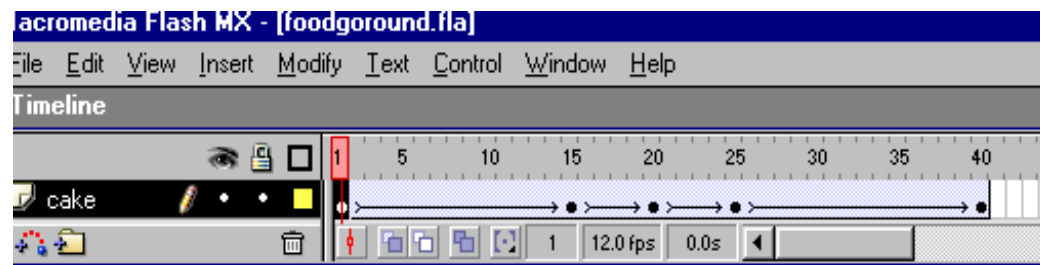 lacromedia Flash MX - [foodgoround.fla]
File Edit View Insert Modify Text Control Window Help
Timeline
1 5 10 15 20 25 30 35 40
cake
1 12.0 fps 0.0s